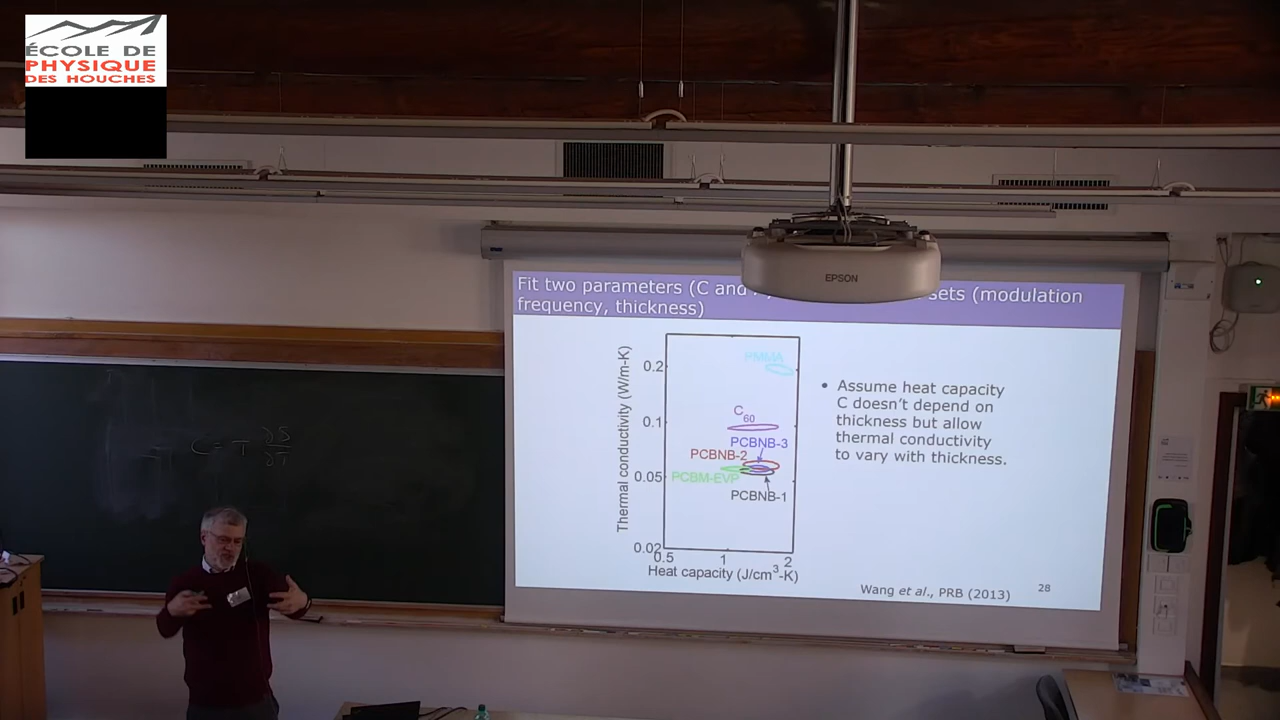 ÉCOLE DE
PHYSIQUE
DES HOUCHES
EPSON
Fit two parameters (C and sets (modulation
frequency, thickness)
Thermal conductivity (W/m-K)
0.2
0.1
0.05
0.02
PMMA
C60
PCBNB-3
PCBNB-2
PCBM-EVP
PCBNB-1
0.5
1
2
Heat capacity (J/cm³-K)
• Assume heat capacity
C doesn't depend on
thickness but allow
thermal conductivity
to vary with thickness.
Wang et al., PRB (2013)
28
C = T ∂S
∂T